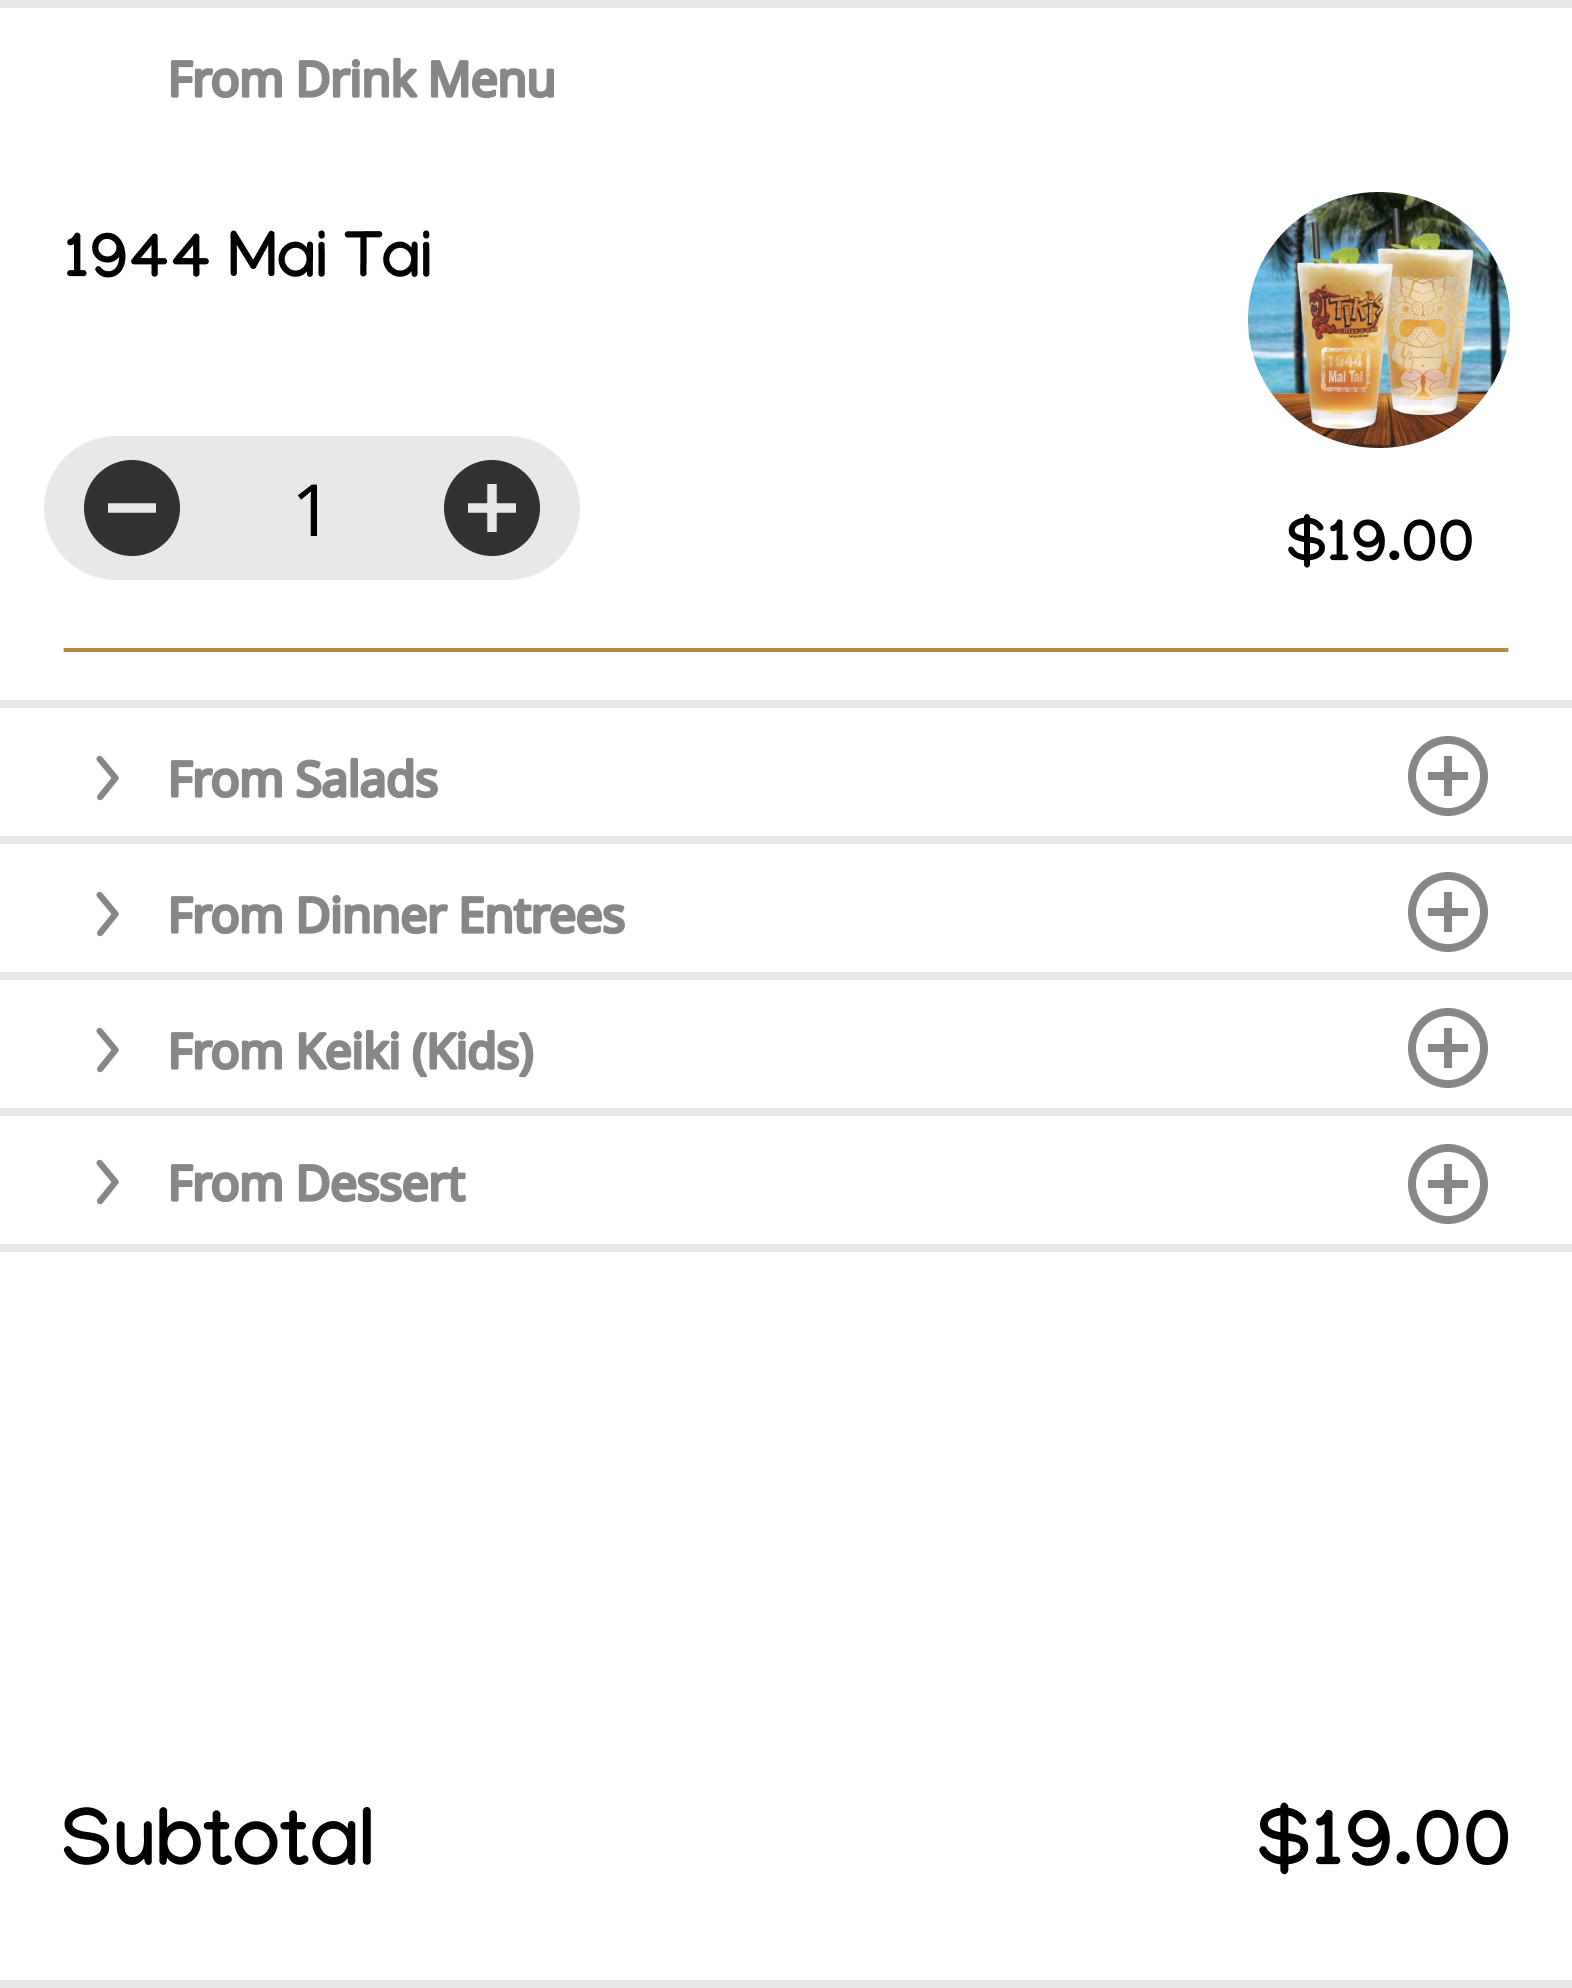 From Drink Menu
1944 Mai Tai
TiKi's
1944
Mai Tai
1
$19.00
From Salads
From Dinner Entrees
From Keiki (Kids)
From Dessert
Subtotal
$19.00